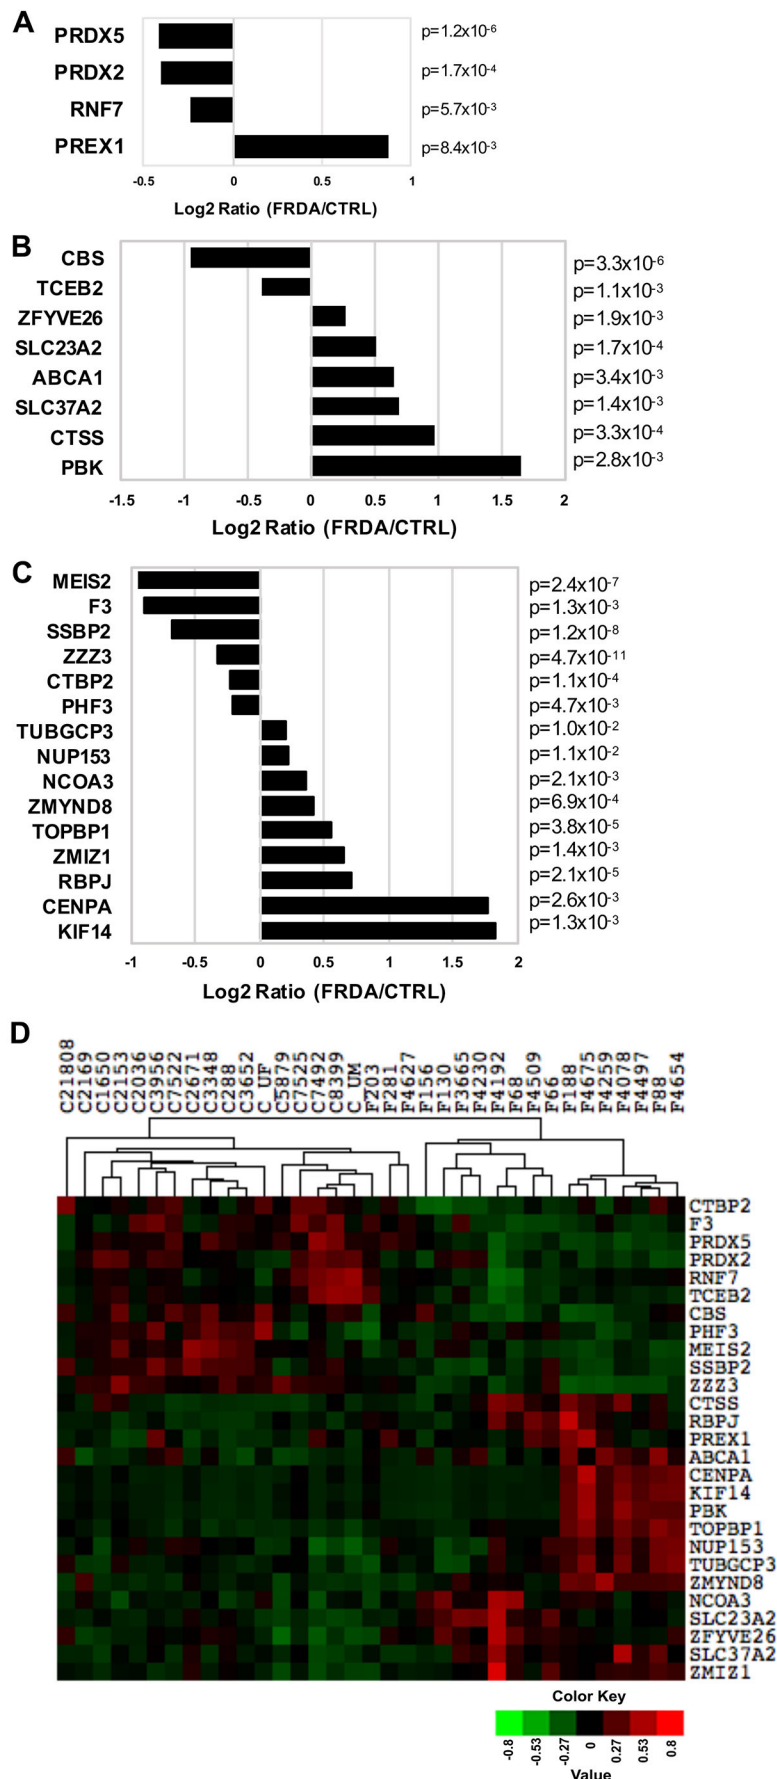 A
PRDX5 p=1.2x10-6
PRDX2 p=1.7x10-4
RNF7 p=5.7x10-3
PREX1 p=8.4x10-3
-0.5 0 0.5 1
Log2 Ratio (FRDA/CTRL)
B
CBS p=3.3x10-6
TCEB2 p=1.1x10-3
ZFYVE26 p=1.9x10-3
SLC23A2 p=1.7x10-4
ABCA1 p=3.4x10-3
SLC37A2 p=1.4x10-3
CTSS p=3.3x10-4
PBK p=2.8x10-3
-1.5 -1 -0.5 0 0.5 1 1.5 2
Log2 Ratio (FRDA/CTRL)
C
MEIS2 p=2.4x10-7
F3 p=1.3x10-3
SSBP2 p=1.2x10-8
ZZZ3 p=4.7x10-11
CTBP2 p=1.1x10-4
PHF3 p=4.7x10-3
TUBGCP3 p=1.0x10-2
NUP153 p=1.1x10-2
NCOA3 p=2.1x10-3
ZMYND8 p=6.9x10-4
TOPBP1 p=3.8x10-5
ZMIZ1 p=1.4x10-3
RBPJ p=2.1x10-5
CENPA p=2.6x10-3
KIF14 p=1.3x10-3
-1 -0.5 0 0.5 1 1.5 2
Log2 Ratio (FRDA/CTRL)
D
C21808 C2169 C1650 C2153 C2036 C3956 C7522 C2671 C3348 C288 C3652 C_UF C5879 C7525 C7492 C8399 C_UM F203 F281 F4627 F156 F130 F3665 F4230 F4192 F68 F4509 F66 F188 F4675 F4259 F4078 F4497 F88 F4654
CTBP2
F3
PRDX5
PRDX2
RNF7
TCEB2
CBS
PHF3
MEIS2
SSBP2
ZZZ3
CTSS
RBPJ
PREX1
ABCA1
CENPA
KIF14
PBK
TOPBP1
NUP153
TUBGCP3
ZMYND8
NCOA3
SLC23A2
ZFYVE26
SLC37A2
ZMIZ1
Color Key
-0.8 -0.53 -0.27 0 0.27 0.53 0.8
Value